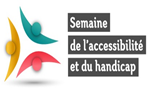 Semaine
de l'accessibilité
et du handicap